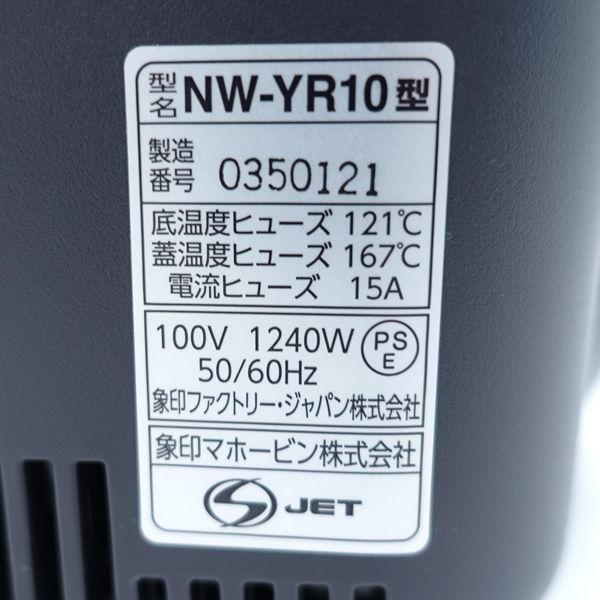 型名 NW-YR10型
製造番号 0350121
底温度ヒューズ 121℃
蓋温度ヒューズ 167℃
電流ヒューズ 15A
100V 1240W
50/60Hz
PSE
象印ファクトリー・ジャパン株式会社
象印マホービン株式会社
S JET